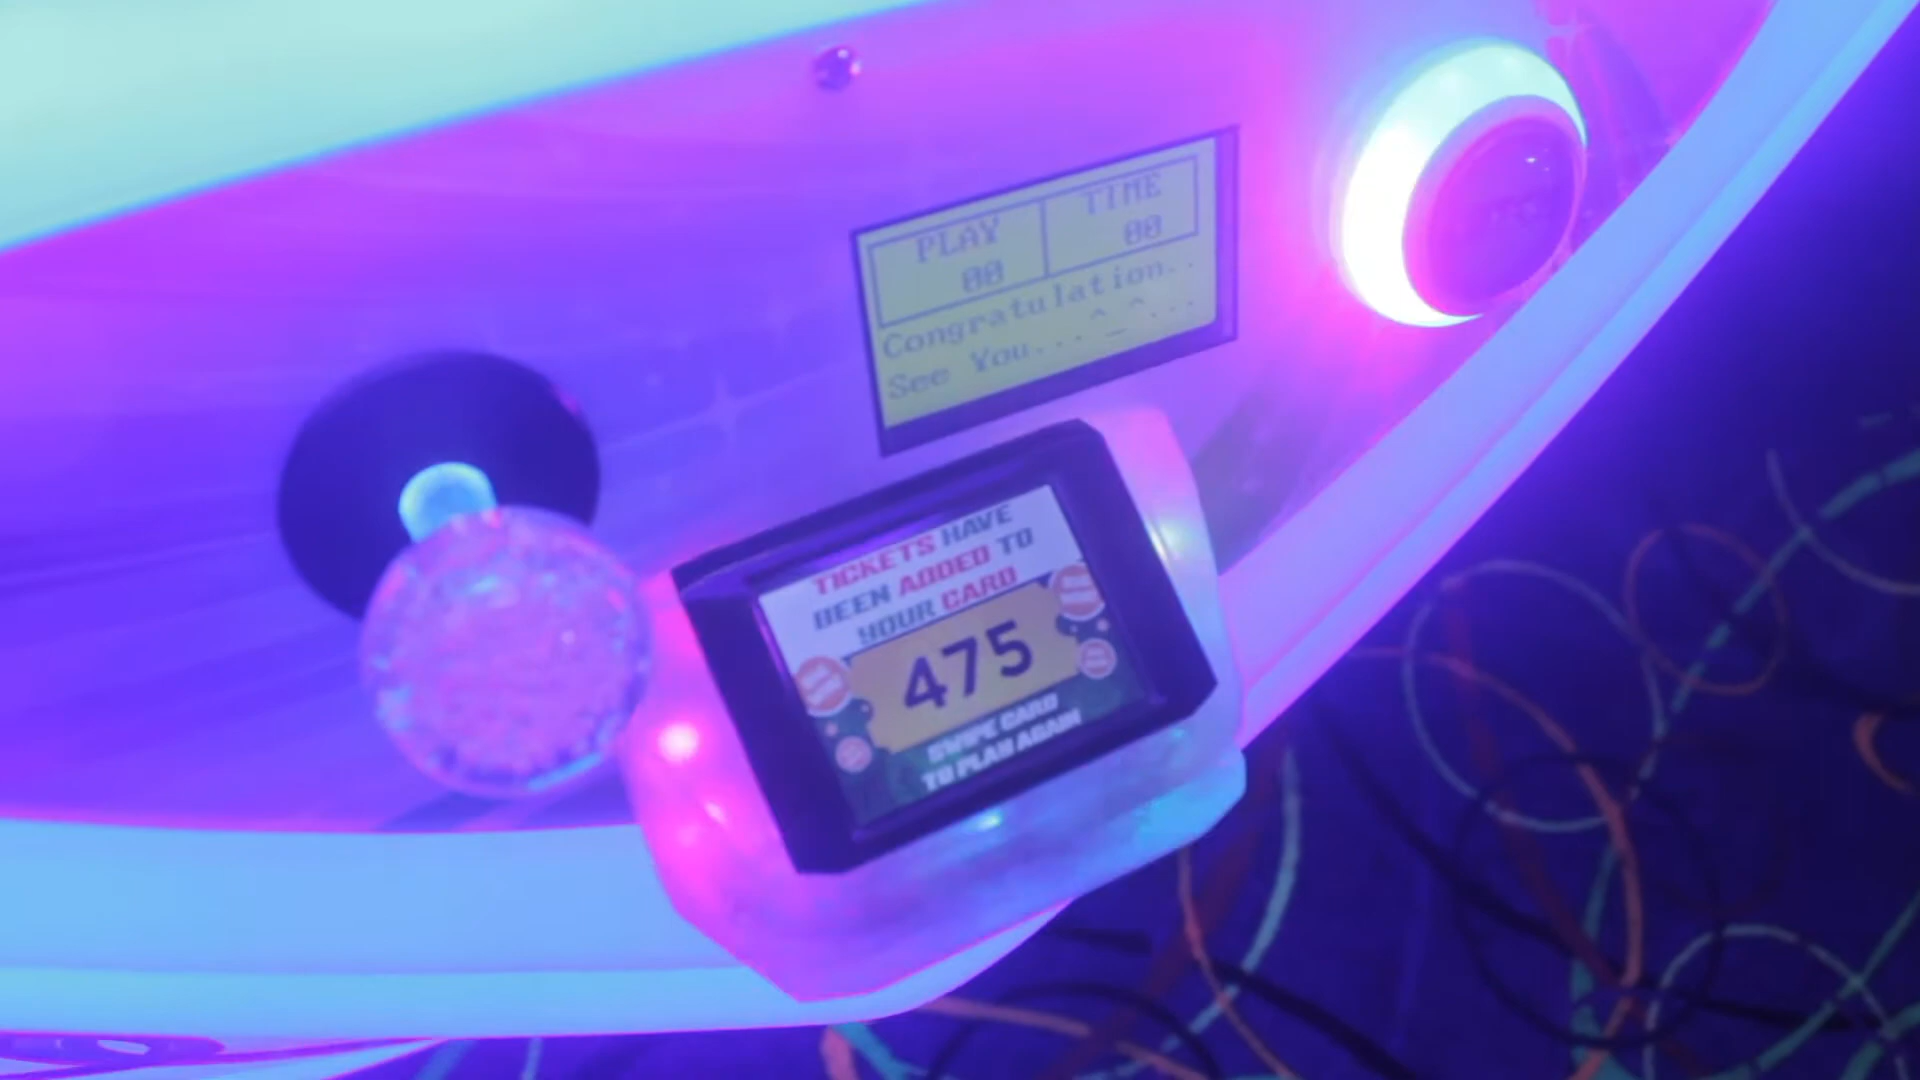 PLAY TIME
00 00
Congratulation..
See You...^_^...
TICKETS HAVE
BEEN ADDED TO
YOUR CARD
475
SWIPE CARD
TO PLAY AGAIN